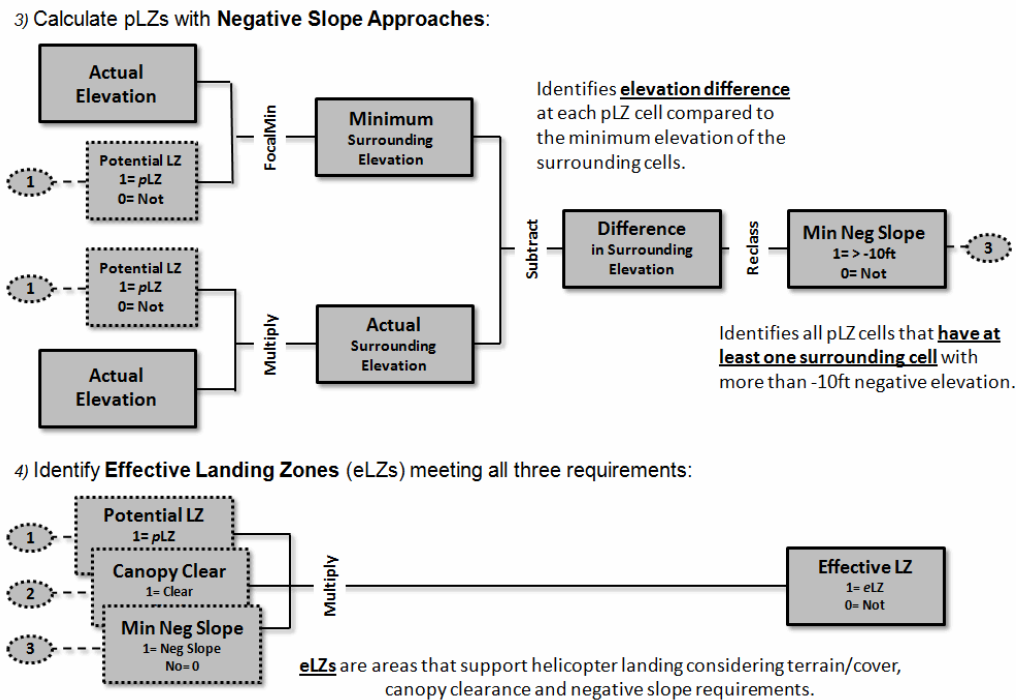 3) Calculate pLZs with Negative Slope Approaches:
Actual
Elevation
1
Potential LZ
1= pLZ
0= Not
FocalMin
Minimum
Surrounding
Elevation
Identifies elevation difference
at each pLZ cell compared to
the minimum elevation of the
surrounding cells.
1
Potential LZ
1= pLZ
0= Not
Actual
Elevation
Multiply
Actual
Surrounding
Elevation
Subtract
Difference
in Surrounding
Elevation
Reclass
Min Neg Slope
1= > -10ft
0= Not
3
Identifies all pLZ cells that have at
least one surrounding cell with
more than -10ft negative elevation.
4) Identify Effective Landing Zones (eLZs) meeting all three requirements:
1
Potential LZ
1= pLZ
2
Canopy Clear
1= Clear
3
Min Neg Slope
1= Neg Slope
No= 0
Multiply
Effective LZ
1= eLZ
0= Not
eLZs are areas that support helicopter landing considering terrain/cover,
canopy clearance and negative slope requirements.